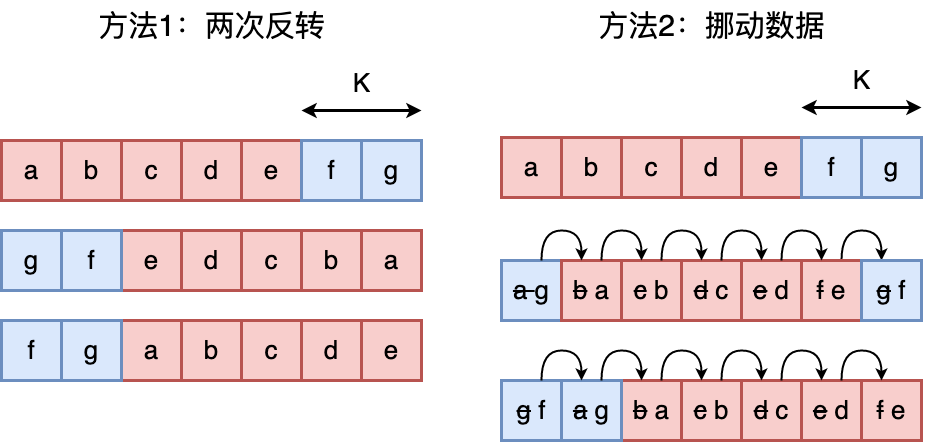 方法1：两次反转
K
a b c d e f g
g f e d c b a
f g a b c d e
方法2：挪动数据
K
a b c d e f g
a g b a c b d c e d f e g f
g f a g b a c b d c e d f e